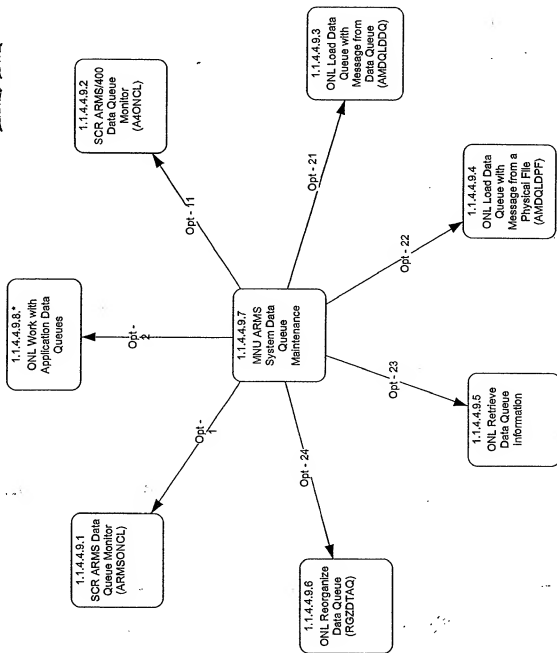 1.1.4.4.9.3
ONL Load Data
Queue with
Message from
Data Queue
(AMDQLDDQ)
1.1.4.4.9.2
SCR ARMS/400
Data Queue
Monitor
(A4ONCL)
Opt - 21
Opt - 11
1.1.4.4.9.4
ONL Load Data
Queue with
Message from a
Physical File
(AMDQLDPF)
Opt - 22
1.1.4.4.9.8.*
ONL Work with
Application Data
Queues
Opt -
2
1.1.4.4.9.7
MNU ARMS
System Data
Queue
Maintenance
Opt - 23
1.1.4.4.9.5
ONL Retrieve
Data Queue
Information
Opt -
1
Opt - 24
1.1.4.4.9.1
SCR ARMS Data
Queue Monitor
(ARMSONCL)
1.1.4.4.9.6
ONL Reorganize
Data Queue
(RGZDTAQ)